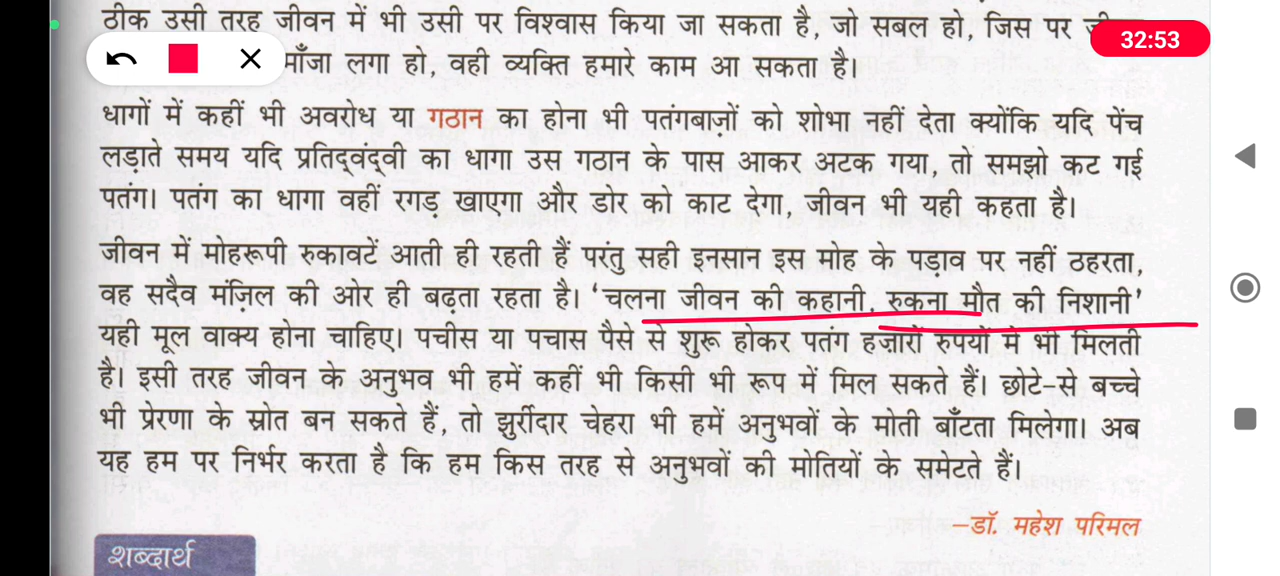 ठीक उसी तरह जीवन में भी उसी पर विश्वास किया जा सकता है, जो सबल हो, जिस पर
32:53
माँजा लगा हो, वही व्यक्ति हमारे काम आ सकता है।
धागों में कहीं भी अवरोध या गठान का होना भी पतंगबाज़ों को शोभा नहीं देता क्योंकि यदि पेंच
लड़ाते समय यदि प्रतिद्वंद्वी का धागा उस गठान के पास आकर अटक गया, तो समझो कट गई
पतंग। पतंग का धागा वहीं रगड़ खाएगा और डोर को काट देगा, जीवन भी यही कहता है।
जीवन में मोहरूपी रुकावटें आती ही रहती हैं परंतु सही इनसान इस मोह के पड़ाव पर नहीं ठहरता,
वह सदैव मंज़िल की ओर ही बढ़ता रहता है। 'चलना जीवन की कहानी, रुकना मौत की निशानी'
यही मूल वाक्य होना चाहिए। पचीस या पचास पैसे से शुरू होकर पतंग हज़ारों रुपयों में भी मिलती
है। इसी तरह जीवन के अनुभव भी हमें कहीं भी किसी भी रूप में मिल सकते हैं। छोटे-से बच्चे
भी प्रेरणा के स्रोत बन सकते हैं, तो झुर्रीदार चेहरा भी हमें अनुभवों के मोती बाँटता मिलेगा। अब
यह हम पर निर्भर करता है कि हम किस तरह से अनुभवों की मोतियों के समेटते हैं।
–डॉ. महेश परिमल
शब्दार्थ